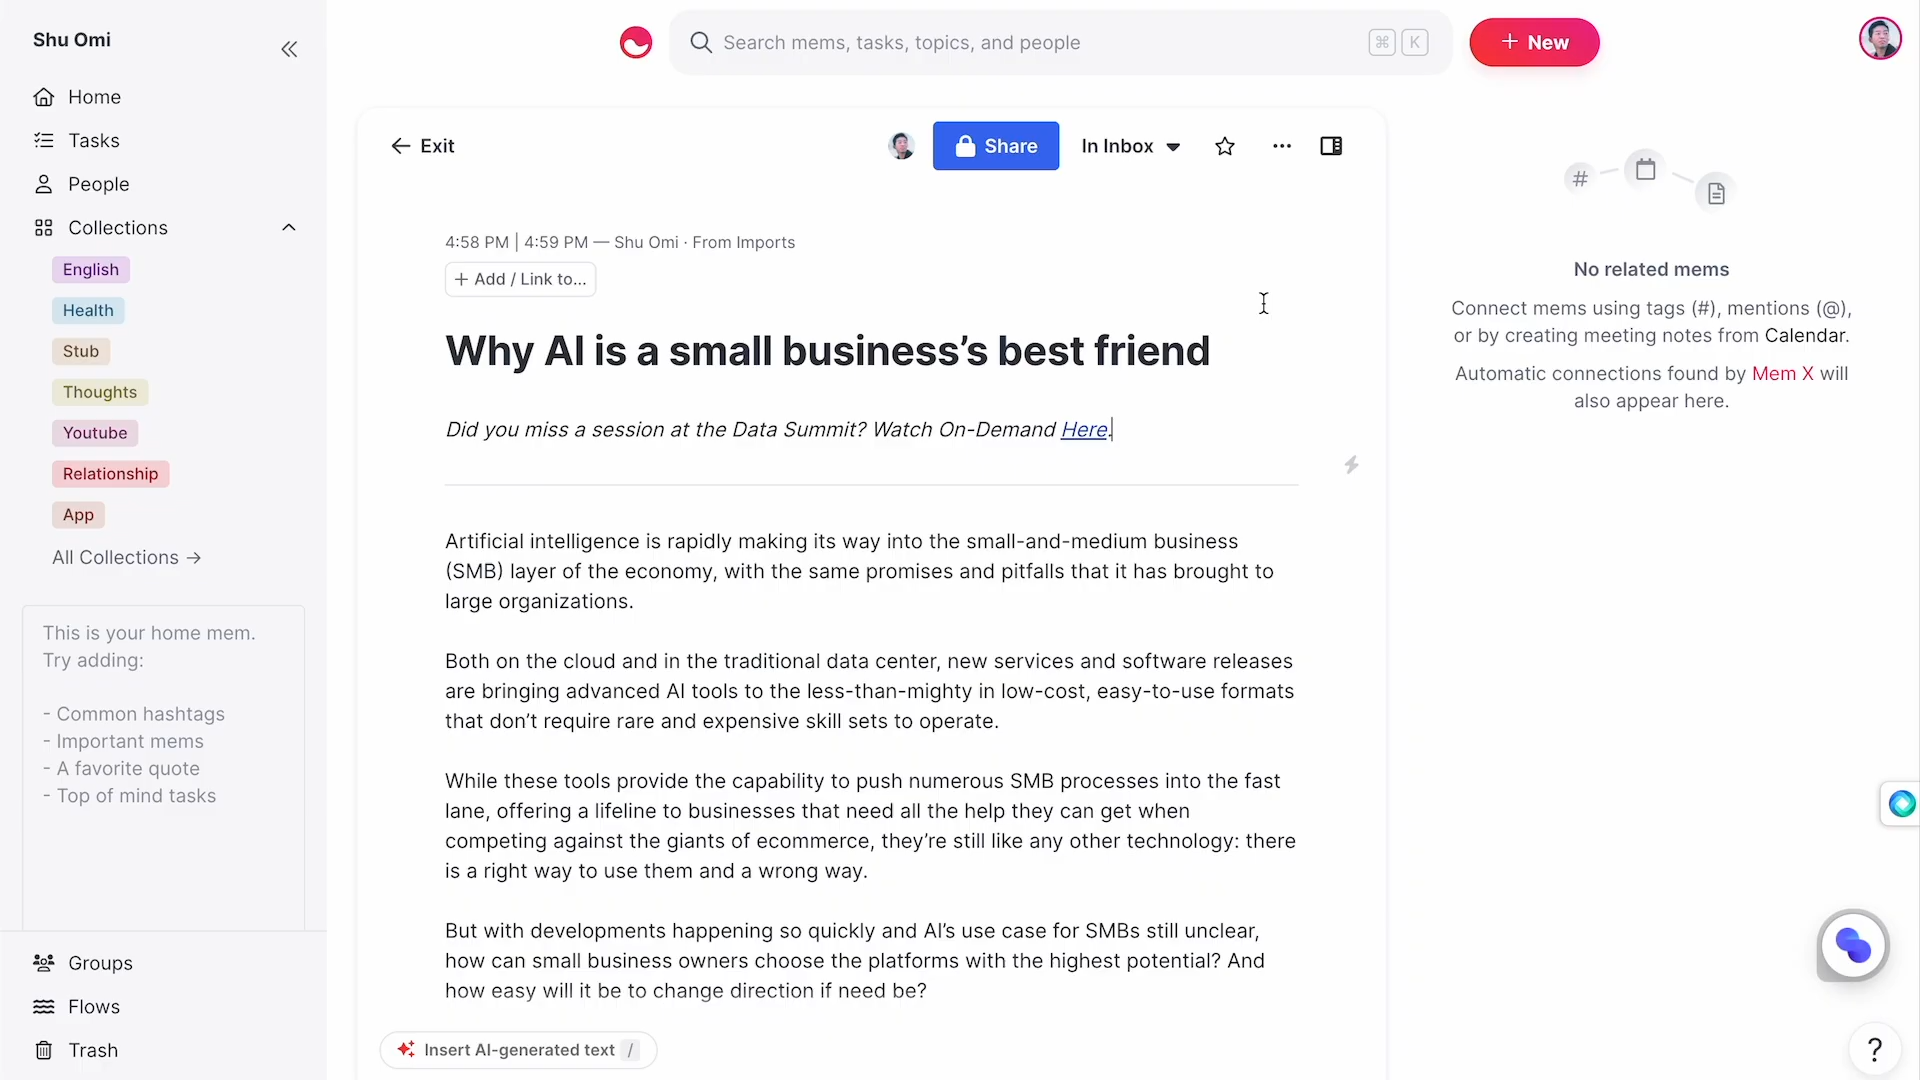 Shu Omi
Home
Tasks
People
Collections
English
Health
Stub
Thoughts
Youtube
Relationship
App
All Collections →
This is your home mem.
Try adding:
- Common hashtags
- Important mems
- A favorite quote
- Top of mind tasks
Groups
Flows
Trash
Search mems, tasks, topics, and people ⌘ K
+ New
← Exit
Share
In Inbox
4:58 PM | 4:59 PM — Shu Omi · From Imports
+ Add / Link to...
Why AI is a small business’s best friend
Did you miss a session at the Data Summit? Watch On-Demand Here.
Artificial intelligence is rapidly making its way into the small-and-medium business
(SMB) layer of the economy, with the same promises and pitfalls that it has brought to
large organizations.
Both on the cloud and in the traditional data center, new services and software releases
are bringing advanced AI tools to the less-than-mighty in low-cost, easy-to-use formats
that don’t require rare and expensive skill sets to operate.
While these tools provide the capability to push numerous SMB processes into the fast
lane, offering a lifeline to businesses that need all the help they can get when
competing against the giants of ecommerce, they’re still like any other technology: there
is a right way to use them and a wrong way.
But with developments happening so quickly and AI’s use case for SMBs still unclear,
how can small business owners choose the platforms with the highest potential? And
how easy will it be to change direction if need be?
Insert AI-generated text /
#
No related mems
Connect mems using tags (#), mentions (@),
or by creating meeting notes from Calendar.
Automatic connections found by Mem X will
also appear here.
?